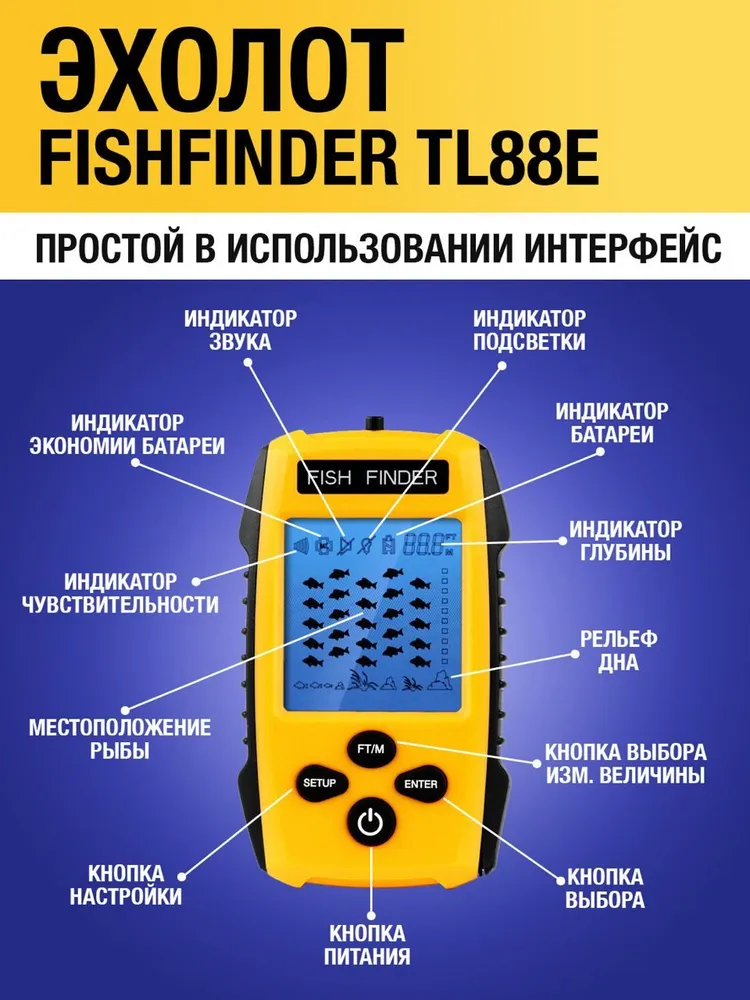 ЭХОЛОТ
FISHFINDER TL88E
ПРОСТОЙ В ИСПОЛЬЗОВАНИИ ИНТЕРФЕЙС
ИНДИКАТОР
ЗВУКА
ИНДИКАТОР
ПОДСВЕТКИ
ИНДИКАТОР
ЭКОНОМИИ БАТАРЕИ
ИНДИКАТОР
БАТАРЕИ
FISH FINDER
ИНДИКАТОР
ГЛУБИНЫ
88.8 FT
M
ИНДИКАТОР
ЧУВСТВИТЕЛЬНОСТИ
РЕЛЬЕФ
ДНА
МЕСТОПОЛОЖЕНИЕ
РЫБЫ
FT/M
КНОПКА ВЫБОРА
ИЗМ. ВЕЛИЧИНЫ
SETUP
ENTER
КНОПКА
НАСТРОЙКИ
КНОПКА
ВЫБОРА
КНОПКА
ПИТАНИЯ